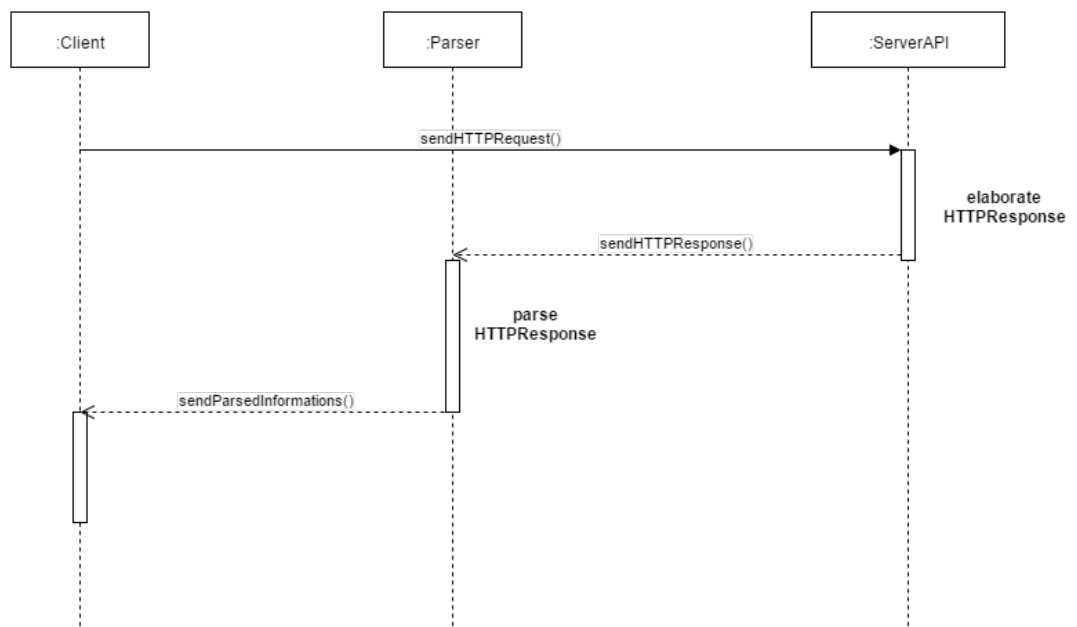 :Client
:Parser
:ServerAPI
sendHTTPRequest()
elaborate
HTTPResponse
sendHTTPResponse()
parse
HTTPResponse
sendParsedInformations()